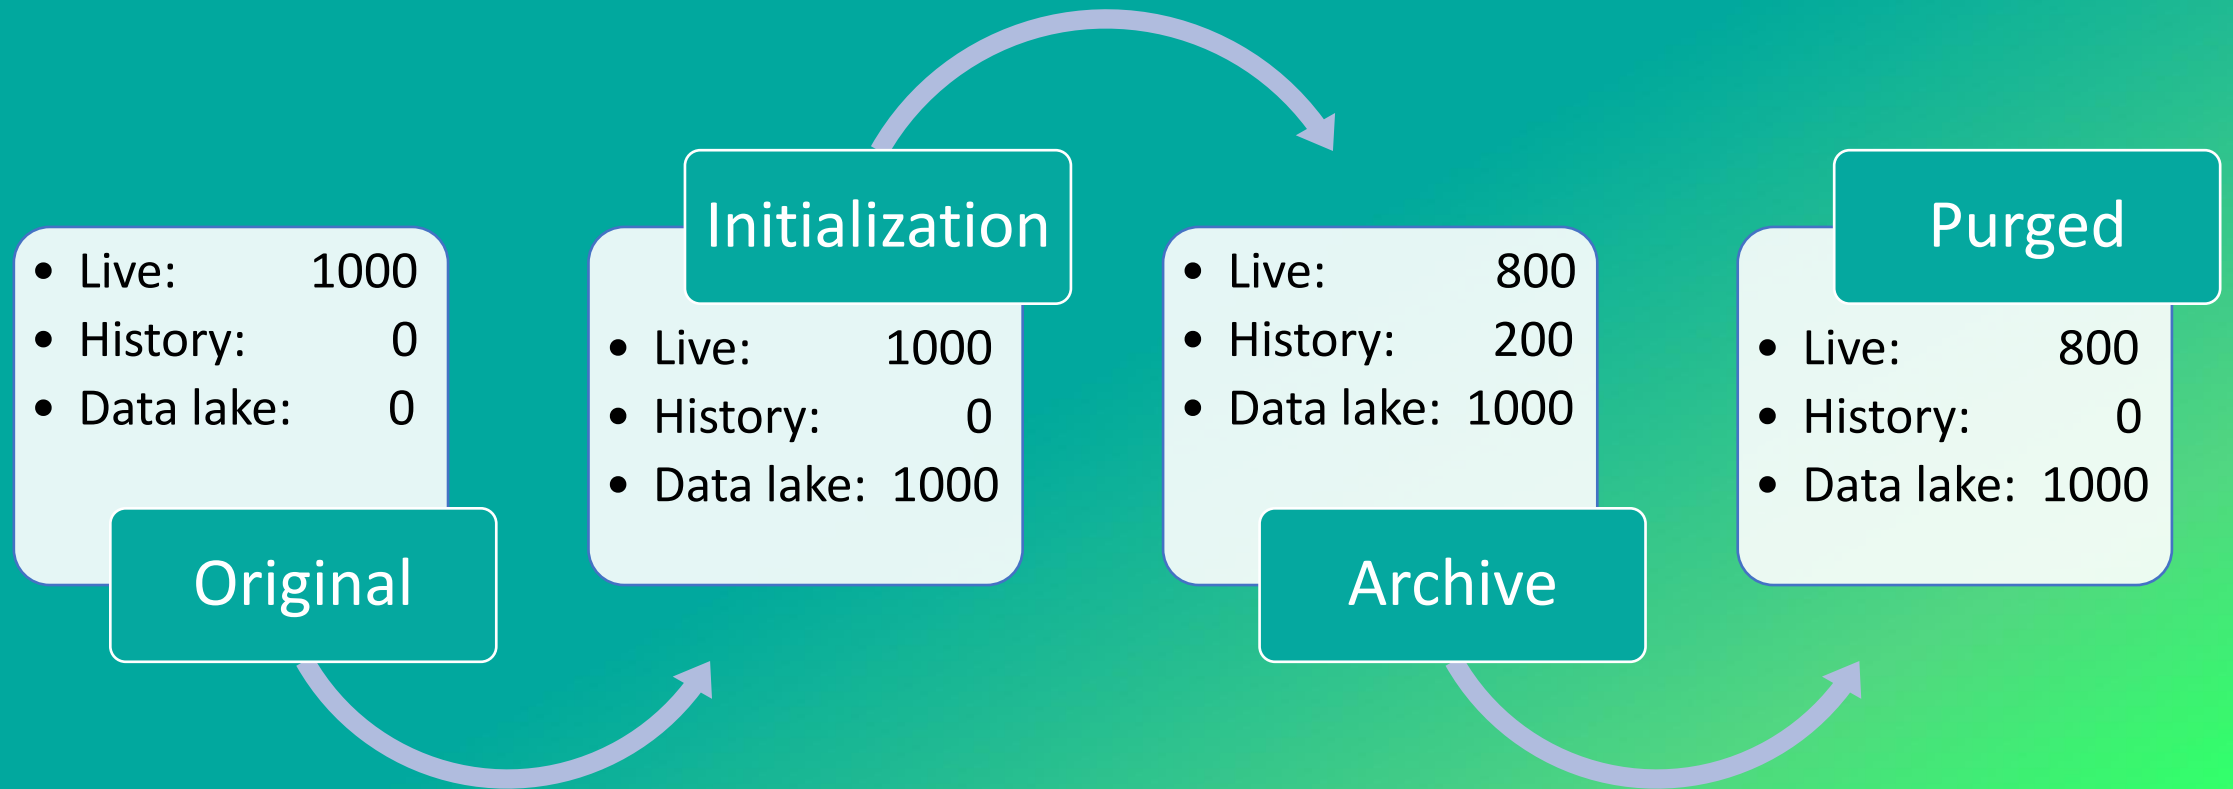 • Live: 1000
• History: 0
• Data lake: 0
Original
Initialization
• Live: 1000
• History: 0
• Data lake: 1000
• Live: 800
• History: 200
• Data lake: 1000
Archive
Purged
• Live: 800
• History: 0
• Data lake: 1000